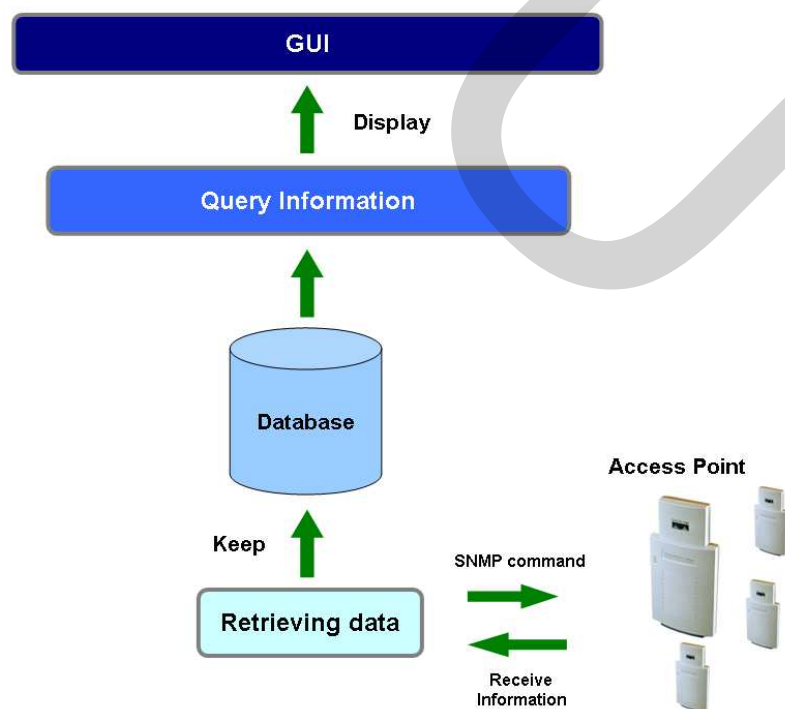 GUI
Display
Query Information
Database
Access Point
Keep
SNMP command
Retrieving data
Receive
Information